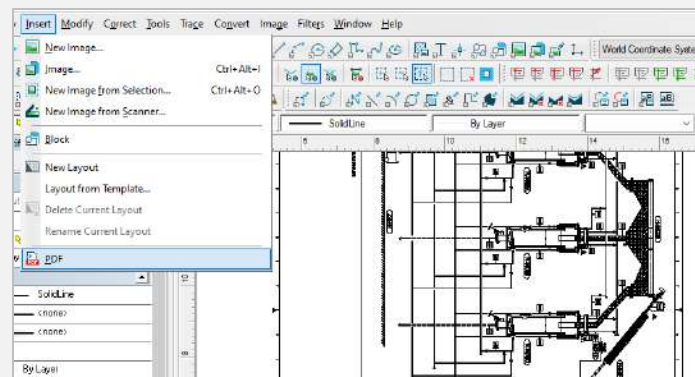 Insert Modify Correct Tools Trace Convert Image Filters Window Help
New Image...
Image... Ctrl+Alt+I
New Image from Selection... Ctrl+Alt+O
New Image from Scanner...
Block
New Layout
Layout from Template...
Delete Current Layout
Rename Current Layout
PDF
World Coordinate Syste
SolidLine By Layer
8 10 12 14 16
SolidLine
<none>
<none>
By Layer